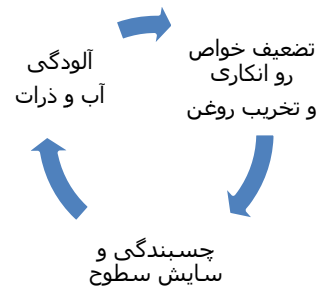 تضعیف خواص
رو انکاری
و تخریب روغن
چسبندگی و
سایش سطوح
آلودگی
آب و ذرات